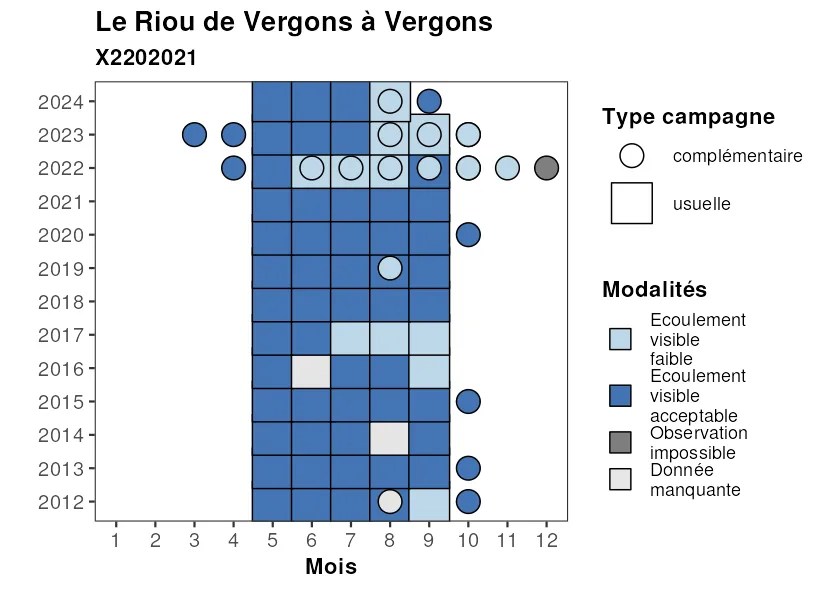 Le Riou de Vergons à Vergons
X2202021
2024
2023
2022
2021
2020
2019
2018
2017
2016
2015
2014
2013
2012
1 2 3 4 5 6 7 8 9 10 11 12
Mois
Type campagne
complémentaire
usuelle
Modalités
Ecoulement
visible
faible
Ecoulement
visible
acceptable
Observation
impossible
Donnée
manquante